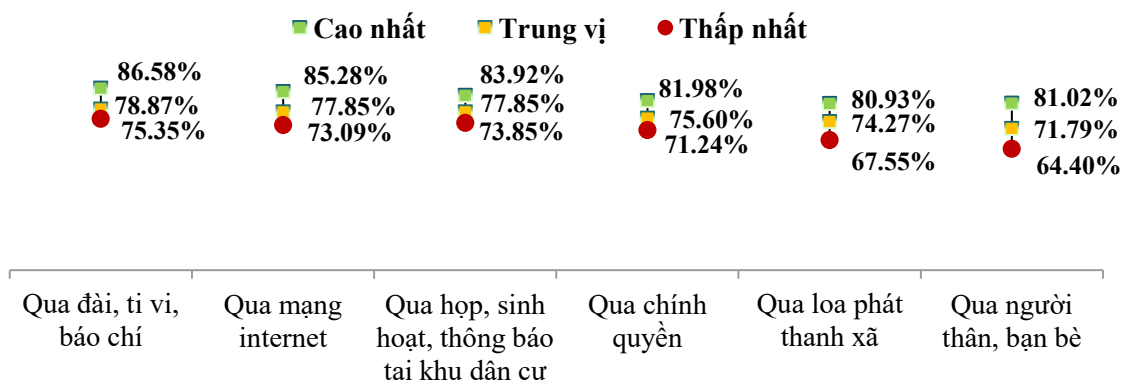 Cao nhất Trung vị Thấp nhất
86.58% 85.28% 83.92% 81.98% 80.93% 81.02%
78.87% 77.85% 77.85% 75.60% 74.27% 71.79%
75.35% 73.09% 73.85% 71.24% 67.55% 64.40%
Qua đài, ti vi,
báo chí
Qua mạng
internet
Qua họp, sinh
hoạt, thông báo
tai khu dân cư
Qua chính
quyền
Qua loa phát
thanh xã
Qua người
thân, bạn bè